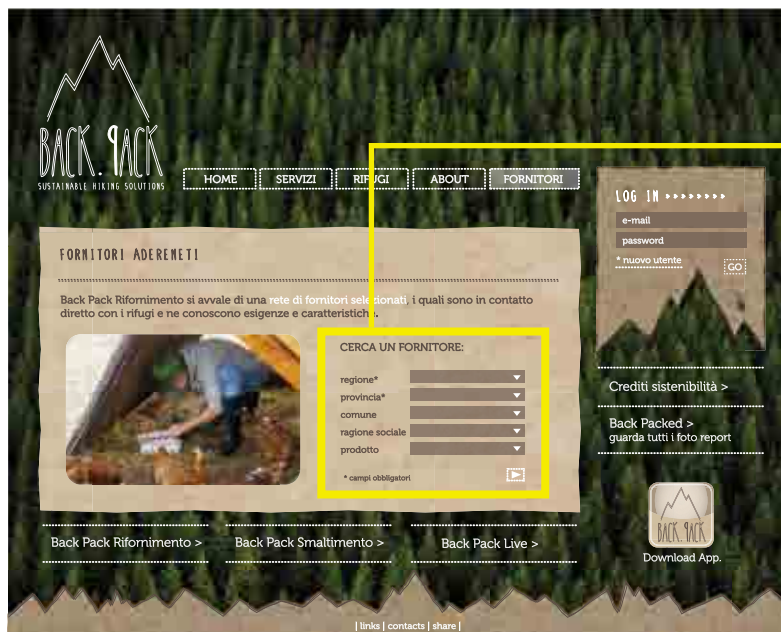 BACK.PACK
SUSTAINABLE HIKING SOLUTIONS
HOME
SERVIZI
RIFUGI
ABOUT
FORNITORI
LOG IN
e-mail
password
* nuovo utente
GO
FORNITORI ADERENETI
Back Pack Rifornimento si avvale di una rete di fornitori selezionati, i quali sono in contatto
diretto con i rifugi e ne conoscono esigenze e caratteristiche.
CERCA UN FORNITORE:
regione*
provincia*
comune
ragione sociale
prodotto
* campi obbligatori
Crediti sistenibilità >
Back Packed >
guarda tutti i foto report
BACK.PACK
Download App.
Back Pack Rifornimento >
Back Pack Smaltimento >
Back Pack Live >
| links | contacts | share |